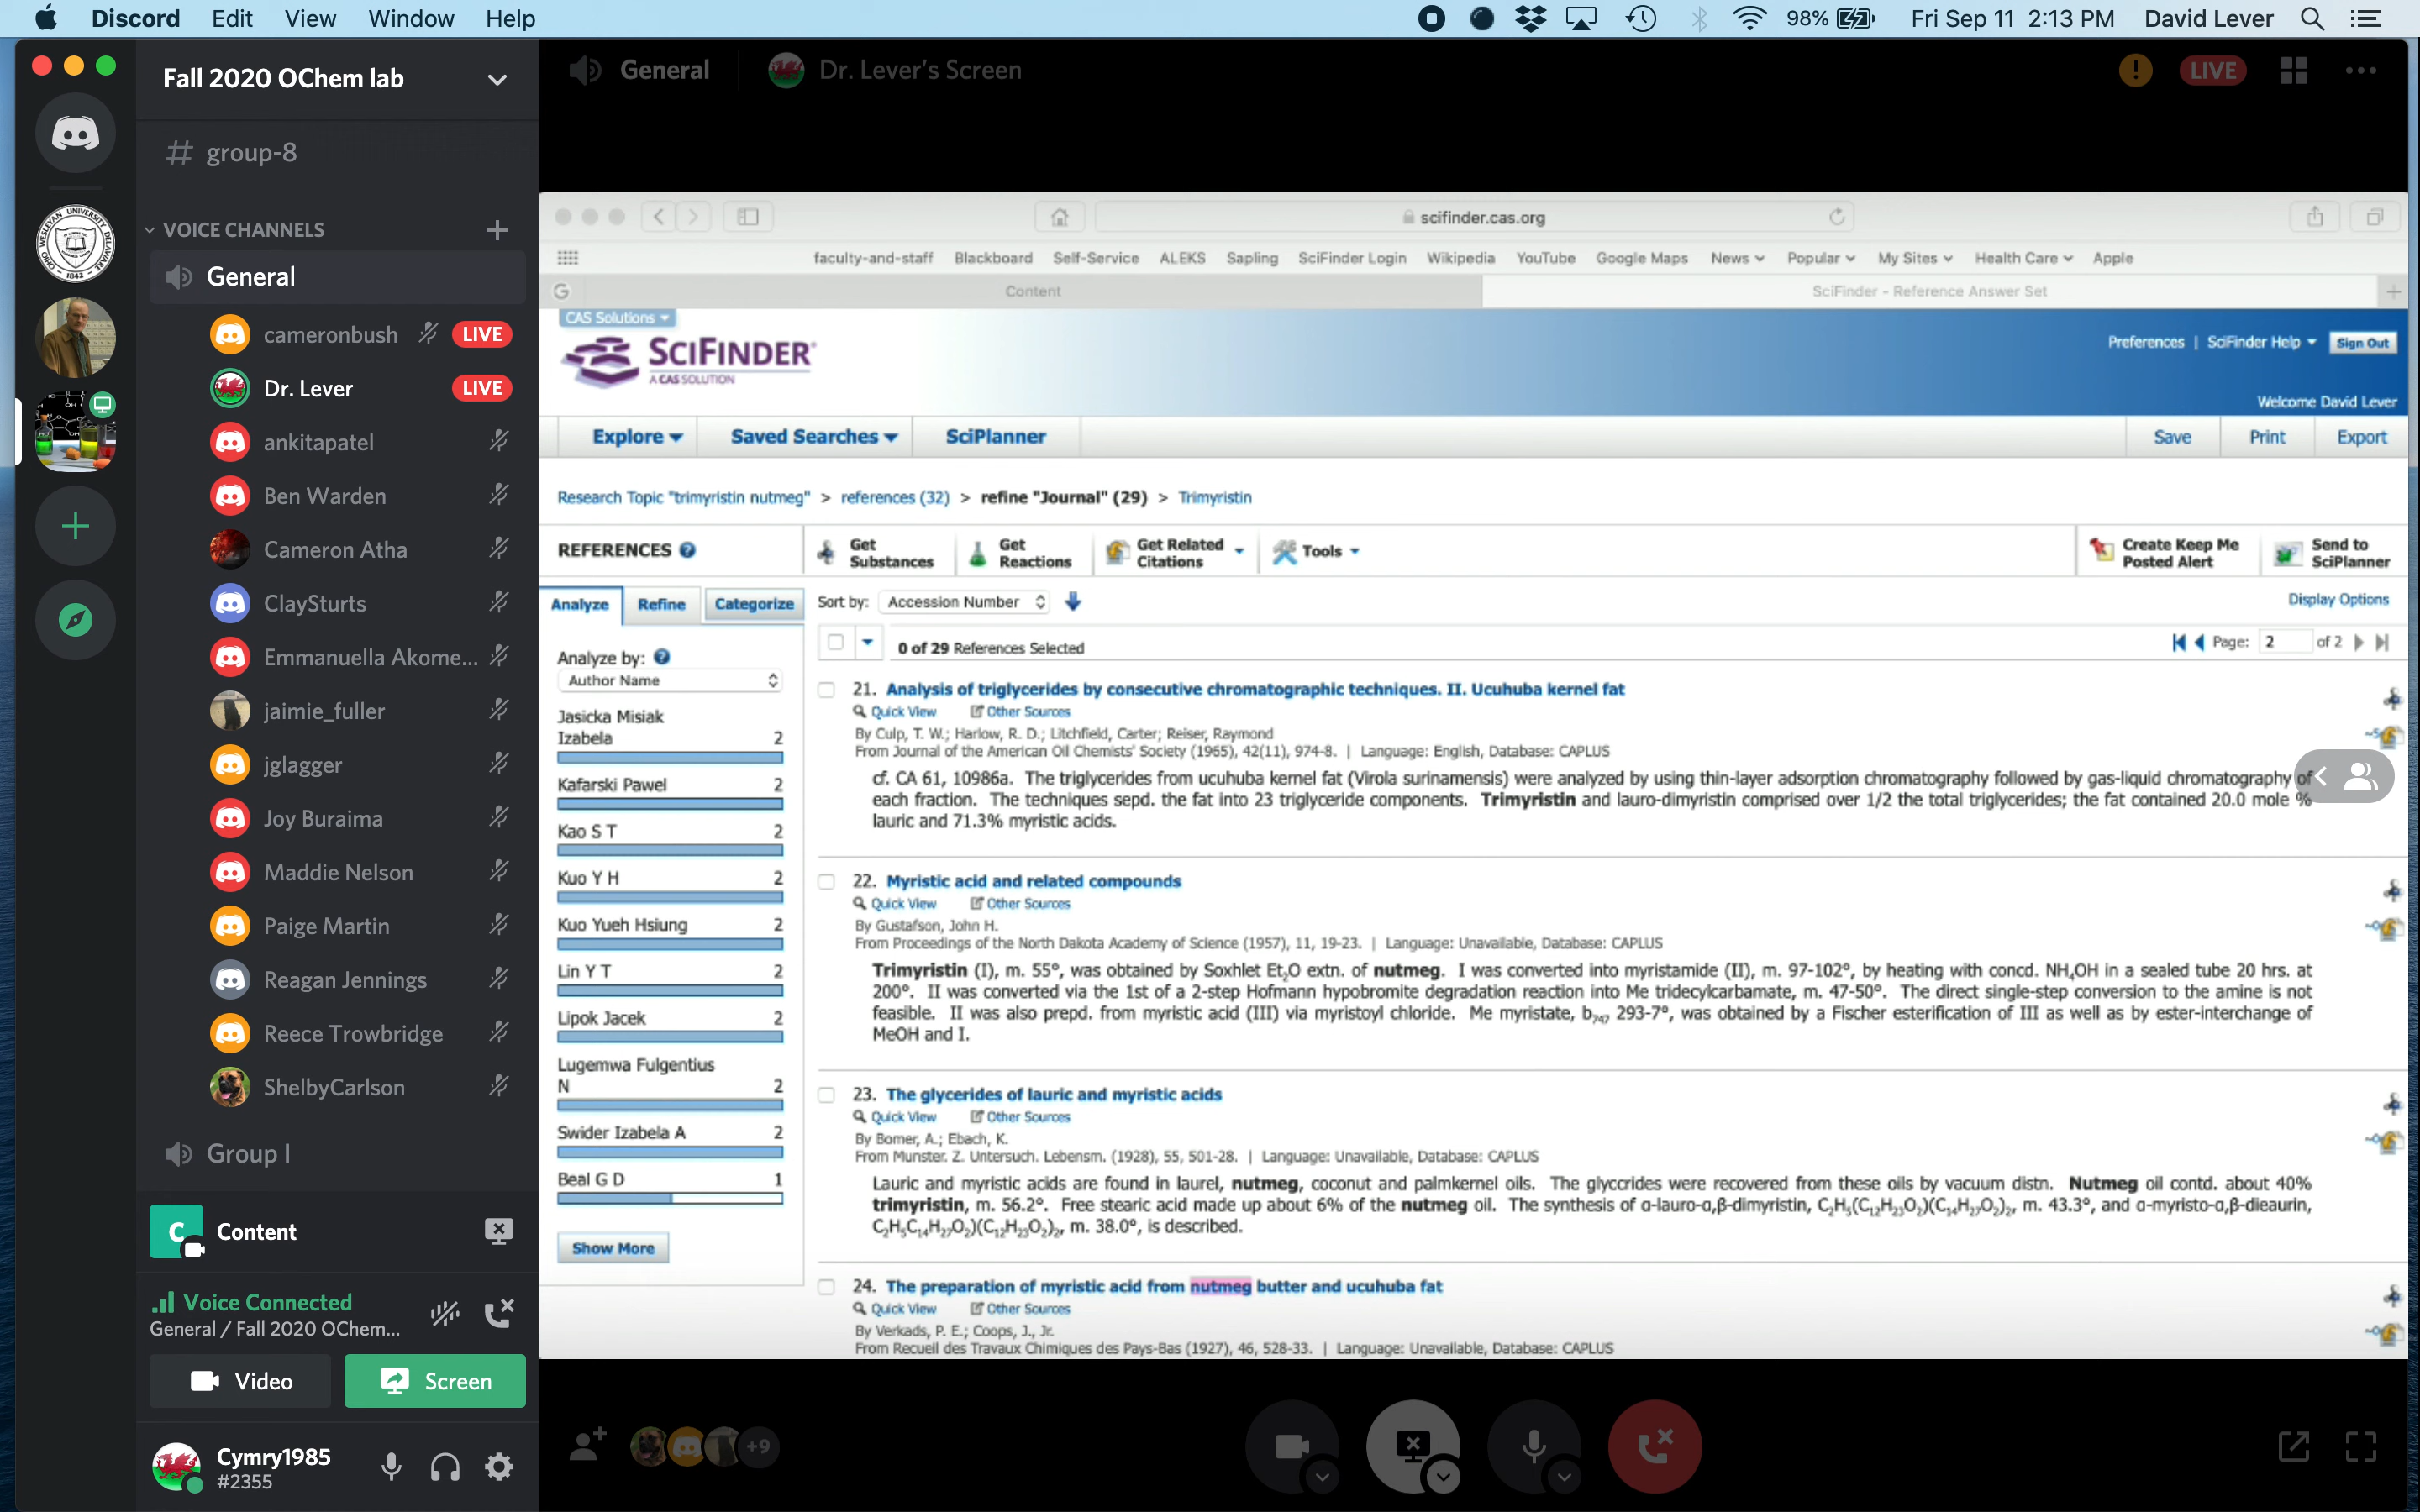 Discord Edit View Window Help
98% Fri Sep 11 2:13 PM David Lever
Fall 2020 OChem lab
# group-8
VOICE CHANNELS
General
cameronbush LIVE
Dr. Lever LIVE
ankitapatel
Ben Warden
Cameron Atha
ClaySturts
Emmanuella Akome...
jaimie_fuller
jglagger
Joy Buraima
Maddie Nelson
Paige Martin
Reagan Jennings
Reece Trowbridge
ShelbyCarlson
Group I
C Content
Voice Connected
General / Fall 2020 OChem...
Video Screen
Cymry1985
#2355
General Dr. Lever's Screen
! LIVE
scifinder.cas.org
faculty-and-staff Blackboard Self-Service ALEKS Sapling SciFinder Login Wikipedia YouTube Google Maps News Popular My Sites Health Care Apple
G Content SciFinder - Reference Answer Set
CAS Solutions
SCIFINDER®
A CAS SOLUTION
Preferences | SciFinder Help Sign Out
Welcome David Lever
Explore Saved Searches SciPlanner Save Print Export
Research Topic "trimyristin nutmeg" > references (32) > refine "Journal" (29) > Trimyristin
REFERENCES ?
Get Substances
Get Reactions
Get Related Citations
Tools
Create Keep Me Posted Alert
Send to SciPlanner
Analyze Refine Categorize
Sort by: Accession Number
Display Options
0 of 29 References Selected
Page: 2 of 2
Analyze by: ?
Author Name
Jasicka Misiak
Izabela 2
Kafarski Pawel 2
Kao S T 2
Kuo Y H 2
Kuo Yueh Hsiung 2
Lin Y T 2
Lipok Jacek 2
Lugemwa Fulgentius
N 2
Swider Izabela A 2
Beal G D 1
Show More
21. Analysis of triglycerides by consecutive chromatographic techniques. II. Ucuhuba kernel fat
Quick View Other Sources
By Culp, T. W.; Harlow, R. D.; Litchfield, Carter; Reiser, Raymond
From Journal of the American Oil Chemists' Society (1965), 42(11), 974-8. | Language: English, Database: CAPLUS
~5
cf. CA 61, 10986a. The triglycerides from ucuhuba kernel fat (Virola surinamensis) were analyzed by using thin-layer adsorption chromatography followed by gas-liquid chromatography of
each fraction. The techniques sepd. the fat into 23 triglyceride components. Trimyristin and lauro-dimyristin comprised over 1/2 the total triglycerides; the fat contained 20.0 mole %
lauric and 71.3% myristic acids.
22. Myristic acid and related compounds
Quick View Other Sources
By Gustafson, John H.
From Proceedings of the North Dakota Academy of Science (1957), 11, 19-23. | Language: Unavailable, Database: CAPLUS
~0
Trimyristin (I), m. 55°, was obtained by Soxhlet Et₂O extn. of nutmeg. I was converted into myristamide (II), m. 97-102°, by heating with concd. NH₄OH in a sealed tube 20 hrs. at
200°. II was converted via the 1st of a 2-step Hofmann hypobromite degradation reaction into Me tridecylcarbamate, m. 47-50°. The direct single-step conversion to the amine is not
feasible. II was also prepd. from myristic acid (III) via myristoyl chloride. Me myristate, b₇₄₇ 293-7°, was obtained by a Fischer esterification of III as well as by ester-interchange of
MeOH and I.
23. The glycerides of lauric and myristic acids
Quick View Other Sources
By Bomer, A.; Ebach, K.
From Munster. Z. Untersuch. Lebensm. (1928), 55, 501-28. | Language: Unavailable, Database: CAPLUS
~0
Lauric and myristic acids are found in laurel, nutmeg, coconut and palmkernel oils. The glyccrides were recovered from these oils by vacuum distn. Nutmeg oil contd. about 40%
trimyristin, m. 56.2°. Free stearic acid made up about 6% of the nutmeg oil. The synthesis of α-lauro-α,β-dimyristin, C₂H₅(C₁₂H₂₃O₂)(C₁₄H₂₇O₂)₂, m. 43.3°, and α-myristo-α,β-dieaurin,
C₂H₅C₁₄H₂₇O₂)(C₁₂H₂₃O₂)₂, m. 38.0°, is described.
24. The preparation of myristic acid from nutmeg butter and ucuhuba fat
Quick View Other Sources
By Verkads, P. E.; Coops, J., Jr.
From Recueil des Travaux Chimiques des Pays-Bas (1927), 46, 528-33. | Language: Unavailable, Database: CAPLUS
~0
+9